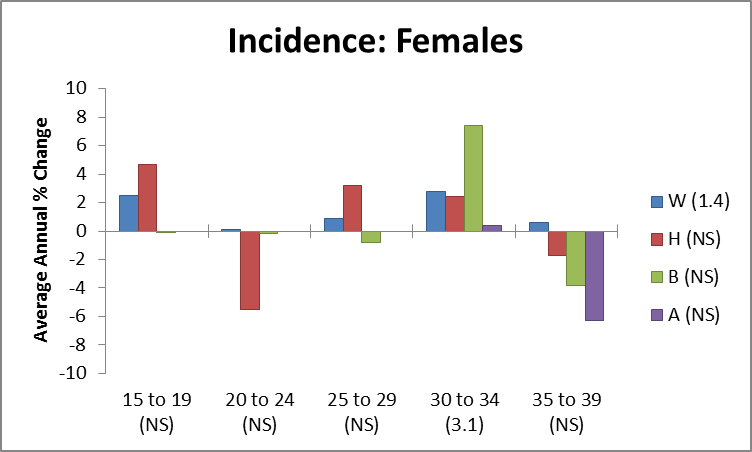 Incidence: Females
Average Annual % Change
10
8
6
4
2
0
-2
-4
-6
-8
-10
15 to 19
(NS)
20 to 24
(NS)
25 to 29
(NS)
30 to 34
(3.1)
35 to 39
(NS)
W (1.4)
H (NS)
B (NS)
A (NS)